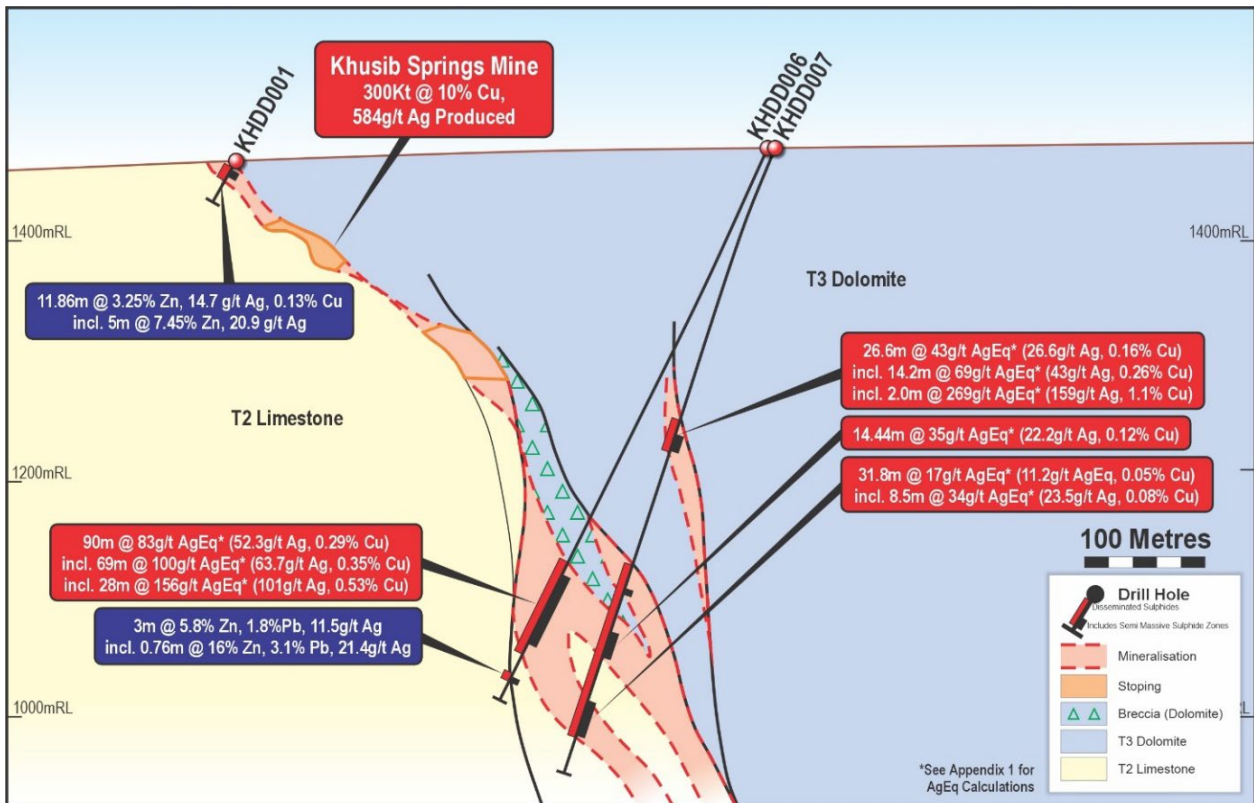 KHDD001
Khusib Springs Mine
300Kt @ 10% Cu,
584g/t Ag Produced
KHDD006
KHDD007
1400mRL
1400mRL
T3 Dolomite
11.86m @ 3.25% Zn, 14.7 g/t Ag, 0.13% Cu
incl. 5m @ 7.45% Zn, 20.9 g/t Ag
26.6m @ 43g/t AgEq* (26.6g/t Ag, 0.16% Cu)
incl. 14.2m @ 69g/t AgEq* (43g/t Ag, 0.26% Cu)
incl. 2.0m @ 269g/t AgEq* (159g/t Ag, 1.1% Cu)
T2 Limestone
14.44m @ 35g/t AgEq* (22.2g/t Ag, 0.12% Cu)
31.8m @ 17g/t AgEq* (11.2g/t AgEq, 0.05% Cu)
incl. 8.5m @ 34g/t AgEq* (23.5g/t Ag, 0.08% Cu)
1200mRL
90m @ 83g/t AgEq* (52.3g/t Ag, 0.29% Cu)
incl. 69m @ 100g/t AgEq* (63.7g/t Ag, 0.35% Cu)
incl. 28m @ 156g/t AgEq* (101g/t Ag, 0.53% Cu)
3m @ 5.8% Zn, 1.8%Pb, 11.5g/t Ag
incl. 0.76m @ 16% Zn, 3.1% Pb, 21.4g/t Ag
1000mRL
100 Metres
Drill Hole
Disseminated Sulphides
Includes Semi Massive Sulphide Zones
Mineralisation
Stoping
Breccia (Dolomite)
T3 Dolomite
T2 Limestone
*See Appendix 1 for
AgEq Calculations